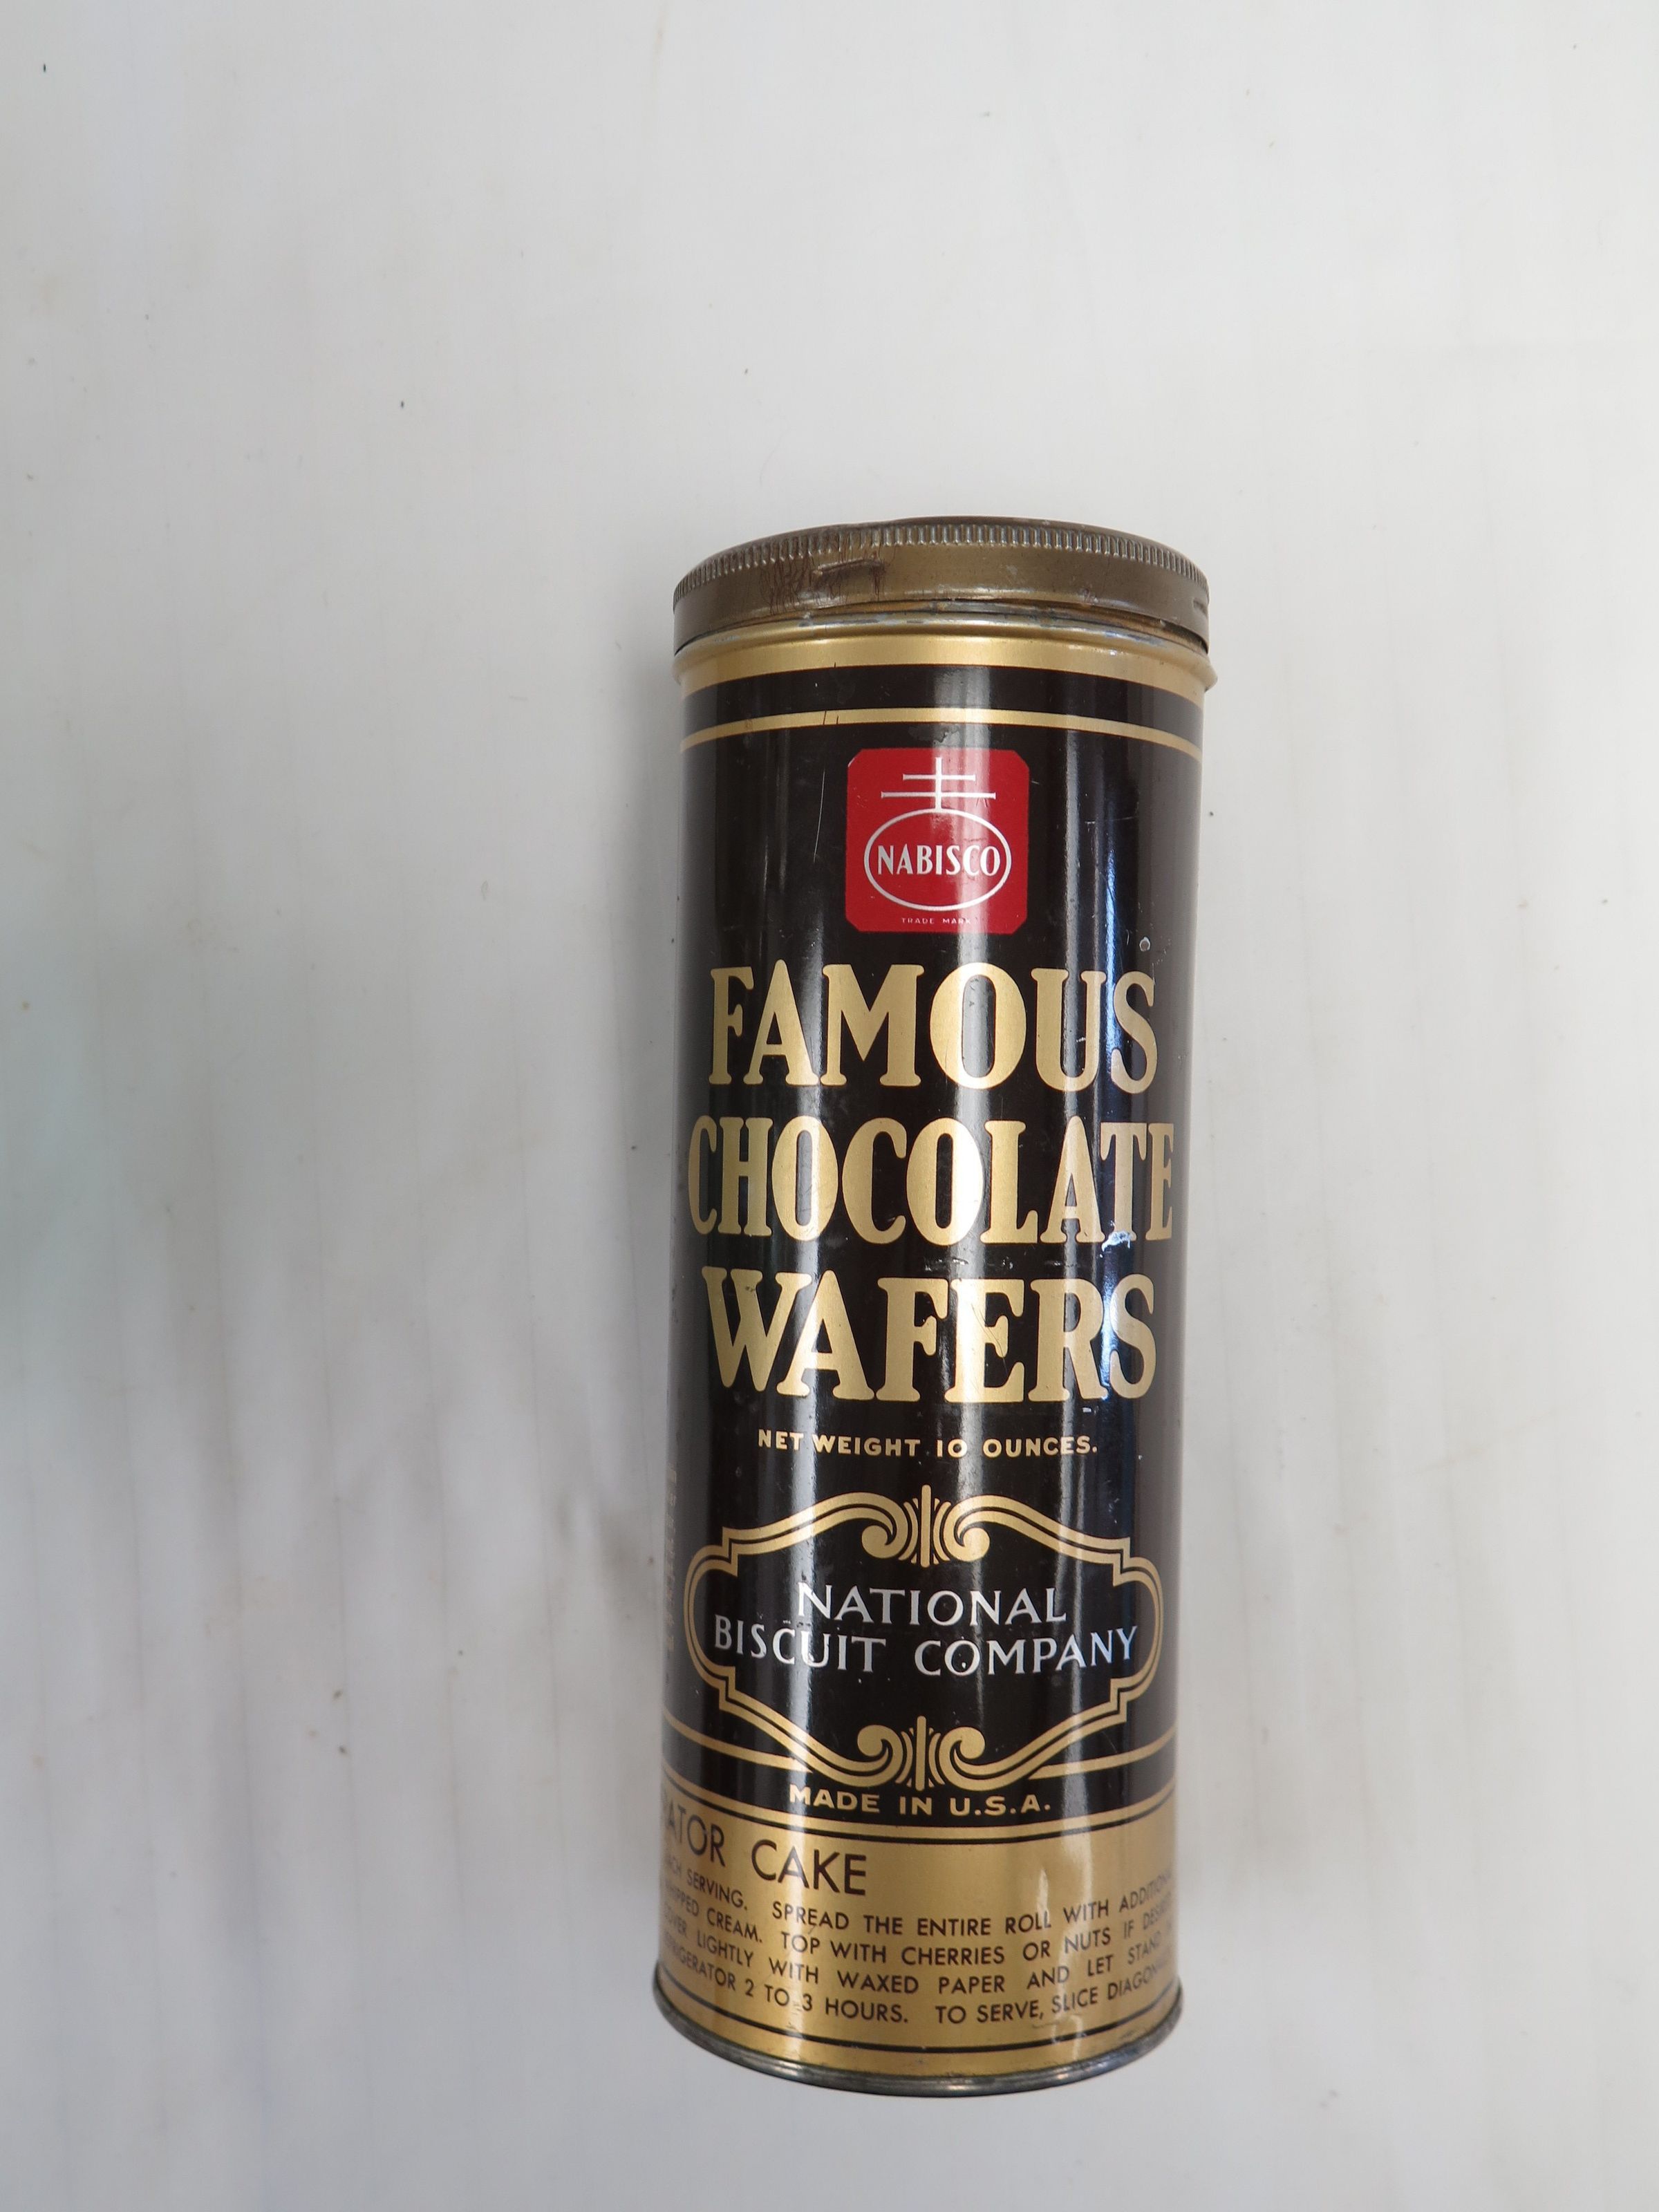 NABISCO
TRADE MARK
FAMOUS
CHOCOLATE
WAFERS
NET WEIGHT 10 OUNCES.
NATIONAL
BISCUIT COMPANY
MADE IN U.S.A.
CAKE
SERVING. SPREAD THE ENTIRE ROLL WITH
CREAM. TOP WITH CHERRIES OR NUTS IF
LIGHTLY WITH WAXED PAPER AND LET STAND
2 TO 3 HOURS. TO SERVE, SLICE